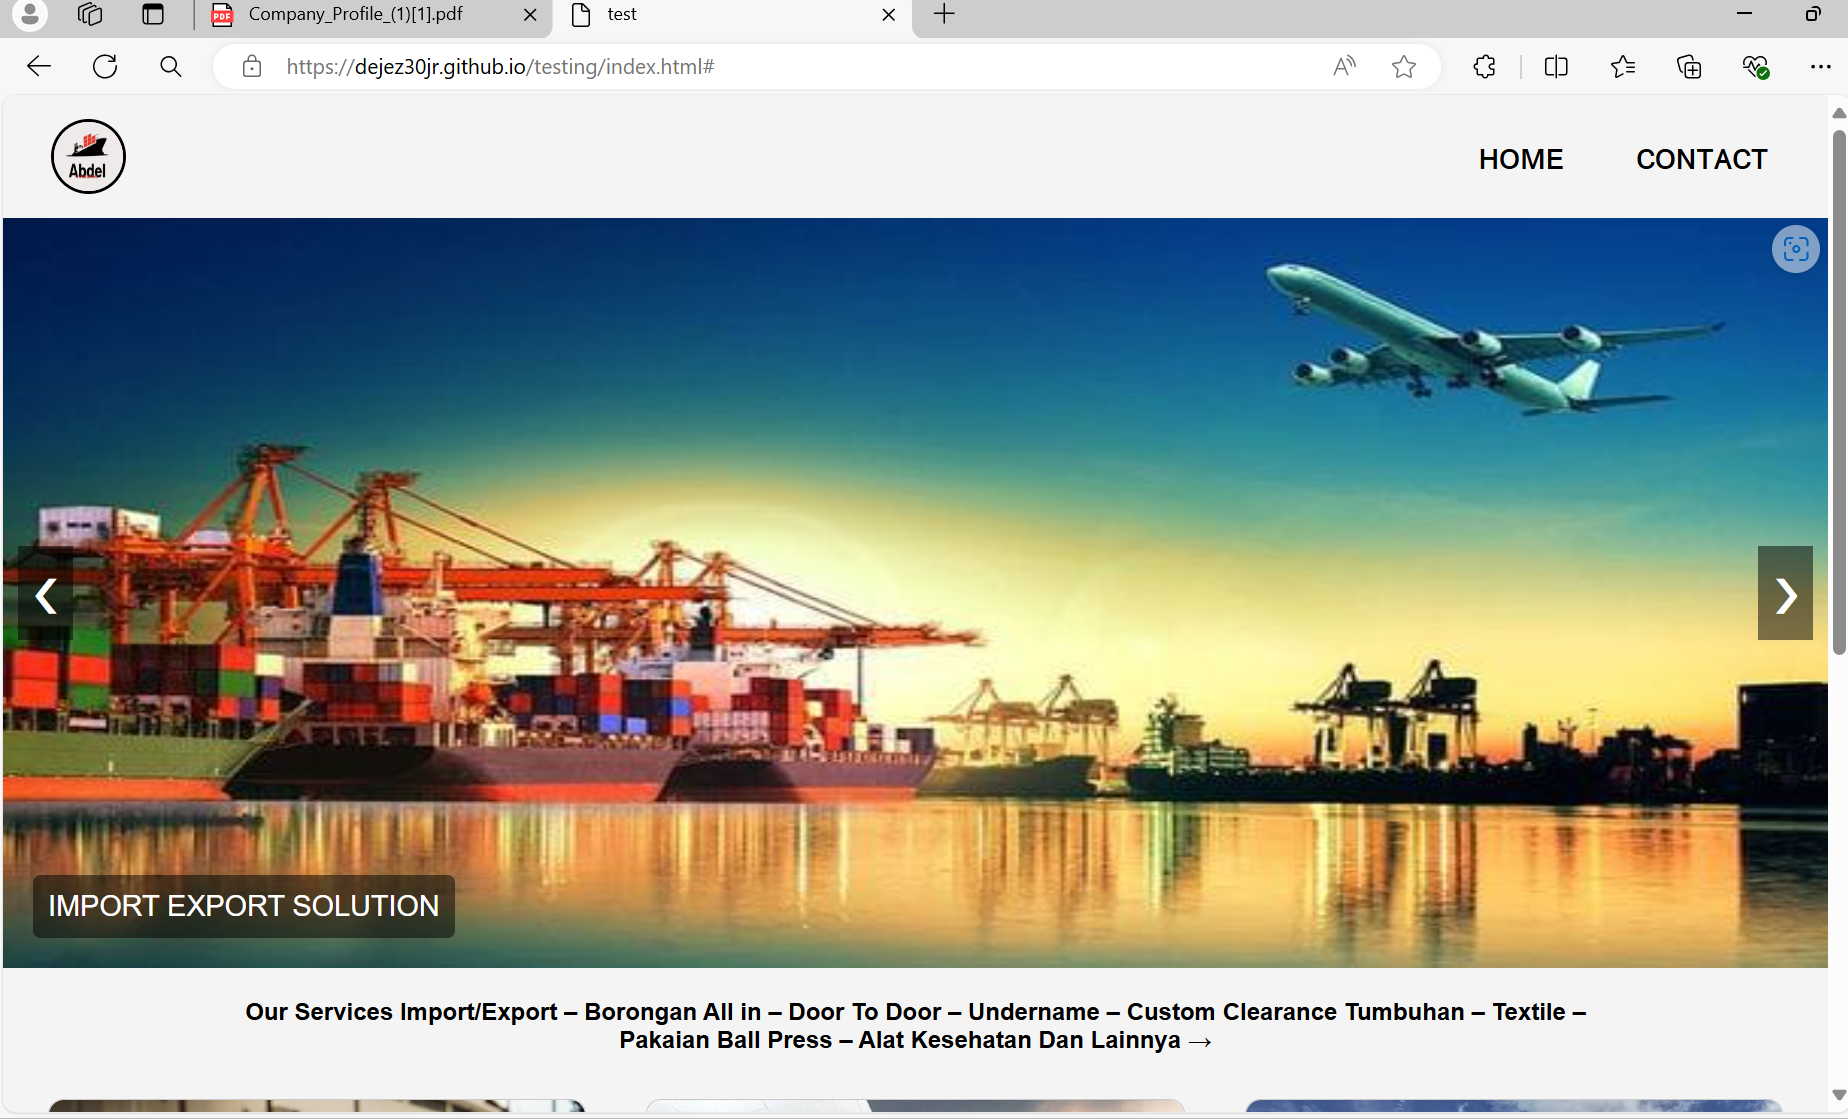 Company_Profile_(1)[1].pdf
test
https://dejez30jr.github.io/testing/index.html#
Abdel
HOME
CONTACT
IMPORT EXPORT SOLUTION
Our Services Import/Export – Borongan All in – Door To Door – Undername – Custom Clearance Tumbuhan – Textile –
Pakaian Ball Press – Alat Kesehatan Dan Lainnya →